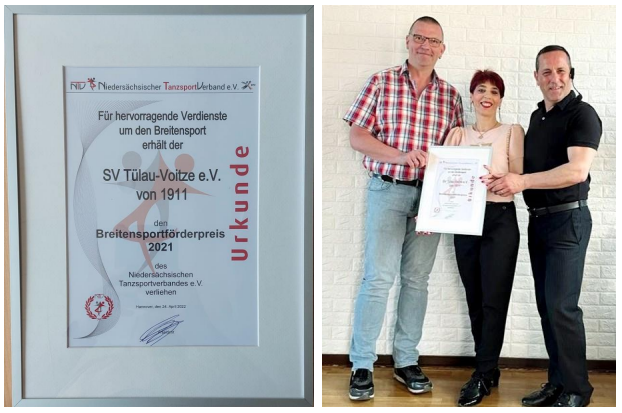 NTV Niedersächsischer TanzsportVerband e.V.
Für hervorragende Verdienste
um den Breitensport
erhält der
SV Tülau-Voitze e.V.
von 1911
den
Breitensportförderpreis
2021
des
Niedersächsischen
Tanzsportverbandes e.V.
verliehen
Hannover, den 24. April 2022
Urkunde
Urkunde